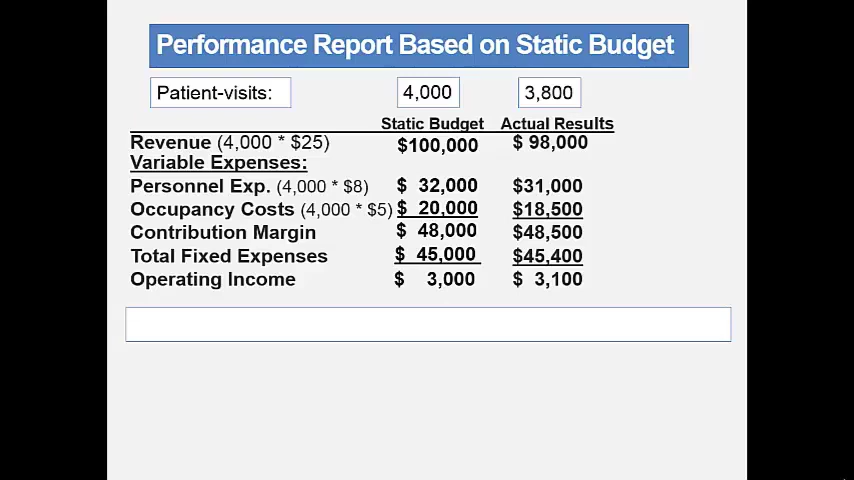 Performance Report Based on Static Budget
Patient-visits: 4,000 3,800
Static Budget Actual Results
Revenue (4,000 * $25) $100,000 $ 98,000
Variable Expenses:
Personnel Exp. (4,000 * $8) $ 32,000 $31,000
Occupancy Costs (4,000 * $5) $ 20,000 $18,500
Contribution Margin $ 48,000 $48,500
Total Fixed Expenses $ 45,000 $45,400
Operating Income $ 3,000 $ 3,100